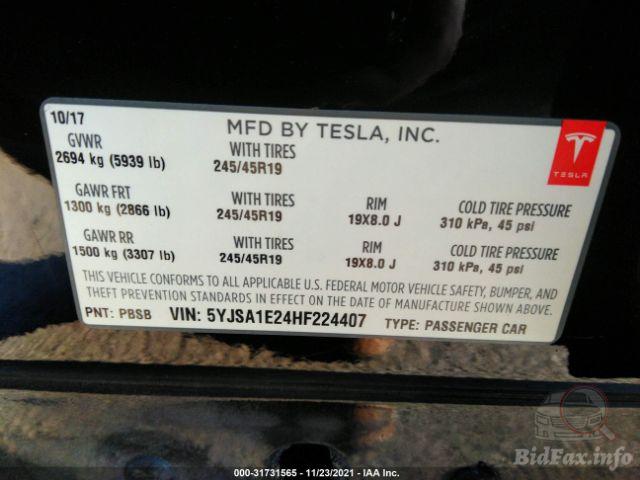 10/17
MFD BY TESLA, INC.
TESLA
GVWR WITH TIRES
2694 kg (5939 lb) 245/45R19
GAWR FRT WITH TIRES RIM COLD TIRE PRESSURE
1300 kg (2866 lb) 245/45R19 19X8.0 J 310 kPa, 45 psi
GAWR RR WITH TIRES RIM COLD TIRE PRESSURE
1500 kg (3307 lb) 245/45R19 19X8.0 J 310 kPa, 45 psi
THIS VEHICLE CONFORMS TO ALL APPLICABLE U.S. FEDERAL MOTOR VEHICLE SAFETY, BUMPER, AND
THEFT PREVENTION STANDARDS IN EFFECT ON THE DATE OF MANUFACTURE SHOWN ABOVE.
PNT: PBSB VIN: 5YJSA1E24HF224407 TYPE: PASSENGER CAR
BidFax.info
000-31731565 - 11/23/2021 - IAA Inc.